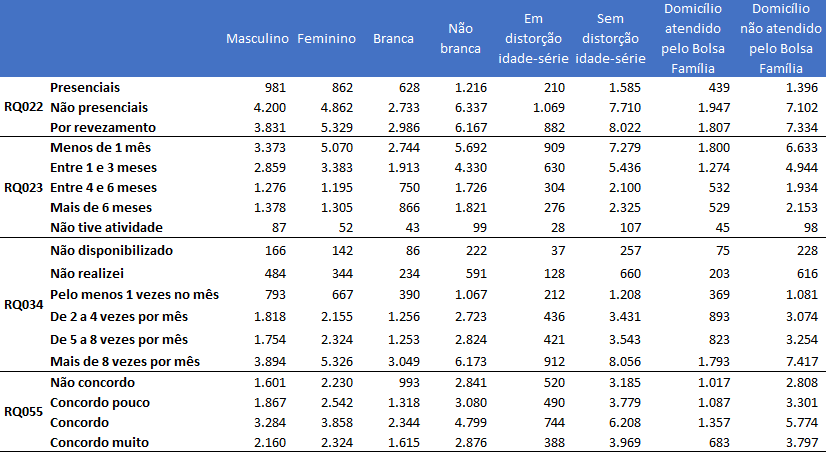 Masculino Feminino Branca Não branca Em distorção idade-série Sem distorção idade-série Domicílio atendido pelo Bolsa Família Domicílio não atendido pelo Bolsa Família
RQ022
Presenciais 981 862 628 1.216 210 1.585 439 1.396
Não presenciais 4.200 4.862 2.733 6.337 1.069 7.710 1.947 7.102
Por revezamento 3.831 5.329 2.986 6.167 882 8.022 1.807 7.334
RQ023
Menos de 1 mês 3.373 5.070 2.744 5.692 909 7.279 1.800 6.633
Entre 1 e 3 meses 2.859 3.383 1.913 4.330 630 5.436 1.274 4.944
Entre 4 e 6 meses 1.276 1.195 750 1.726 304 2.100 532 1.934
Mais de 6 meses 1.378 1.305 866 1.821 276 2.325 529 2.153
Não tive atividade 87 52 43 99 28 107 45 98
RQ034
Não disponibilizado 166 142 86 222 37 257 75 228
Não realizei 484 344 234 591 128 660 203 616
Pelo menos 1 vezes no mês 793 667 390 1.067 212 1.208 369 1.081
De 2 a 4 vezes por mês 1.818 2.155 1.256 2.723 436 3.431 893 3.074
De 5 a 8 vezes por mês 1.754 2.324 1.253 2.824 421 3.543 823 3.254
Mais de 8 vezes por mês 3.894 5.326 3.049 6.173 912 8.056 1.793 7.417
RQ055
Não concordo 1.601 2.230 993 2.841 520 3.185 1.017 2.808
Concordo pouco 1.867 2.542 1.318 3.080 490 3.779 1.087 3.301
Concordo 3.284 3.858 2.344 4.799 744 6.208 1.357 5.774
Concordo muito 2.160 2.324 1.615 2.876 388 3.969 683 3.797